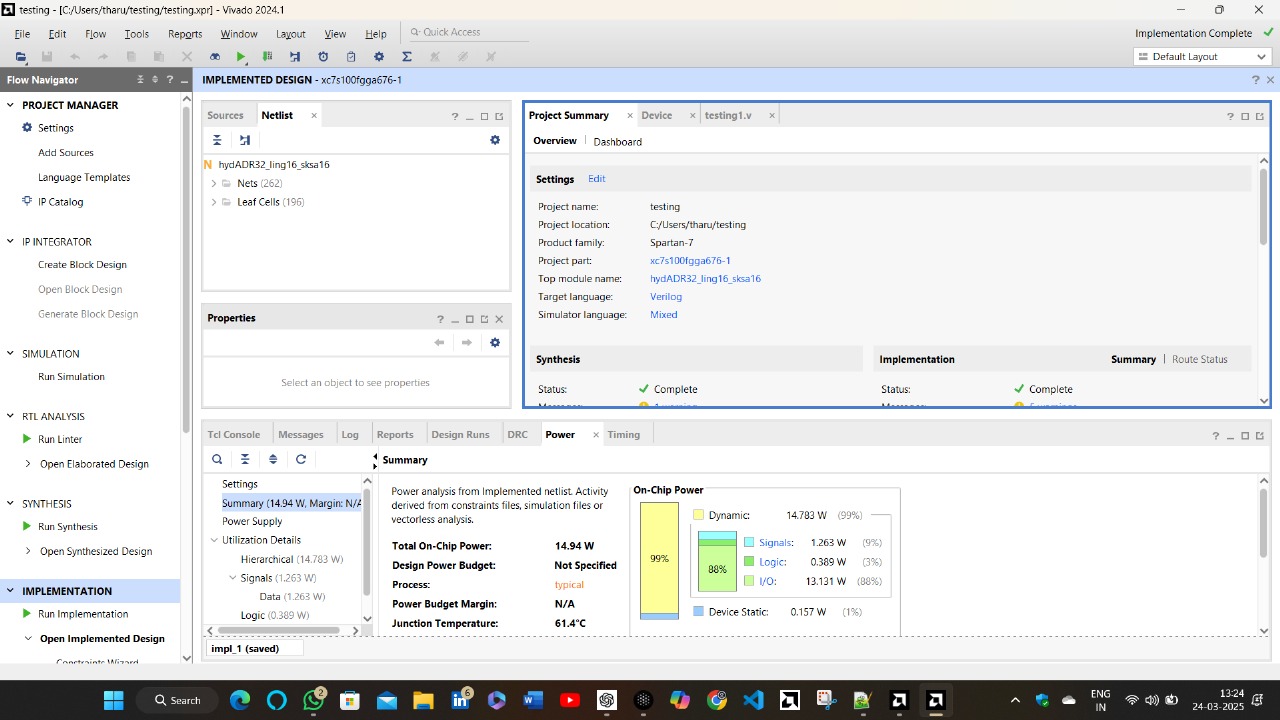 testing - [C:/Users/tharu/testing/testing.xpr] - Vivado 2024.1
File Edit Flow Tools Reports Window Layout View Help Quick Access
Implementation Complete
Default Layout
Flow Navigator
PROJECT MANAGER
Settings
Add Sources
Language Templates
IP Catalog
IP INTEGRATOR
Create Block Design
Open Block Design
Generate Block Design
SIMULATION
Run Simulation
RTL ANALYSIS
Run Linter
Open Elaborated Design
SYNTHESIS
Run Synthesis
Open Synthesized Design
IMPLEMENTATION
Run Implementation
Open Implemented Design
Constraints Wizard
IMPLEMENTED DESIGN - xc7s100fgga676-1
Sources Netlist
N hydADR32_ling16_sksa16
Nets (262)
Leaf Cells (196)
Properties
Select an object to see properties
Project Summary Device testing1.v
Overview Dashboard
Settings Edit
Project name: testing
Project location: C:/Users/tharu/testing
Product family: Spartan-7
Project part: xc7s100fgga676-1
Top module name: hydADR32_ling16_sksa16
Target language: Verilog
Simulator language: Mixed
Synthesis
Status: Complete
Messages: 1 warning
Implementation Summary Route Status
Status: Complete
Messages: 5 warnings
Tcl Console Messages Log Reports Design Runs DRC Power Timing
Settings
Summary (14.94 W, Margin: N/A
Power Supply
Utilization Details
Hierarchical (14.783 W)
Signals (1.263 W)
Data (1.263 W)
Logic (0.389 W)
Summary
Power analysis from Implemented netlist. Activity
derived from constraints files, simulation files or
vectorless analysis.
Total On-Chip Power: 14.94 W
Design Power Budget: Not Specified
Process: typical
Power Budget Margin: N/A
Junction Temperature: 61.4°C
On-Chip Power
99%
Dynamic: 14.783 W (99%)
88%
Signals: 1.263 W (9%)
Logic: 0.389 W (3%)
I/O: 13.131 W (88%)
Device Static: 0.157 W (1%)
impl_1 (saved)
Search
2
6
ENG
IN
13:24
24-03-2025